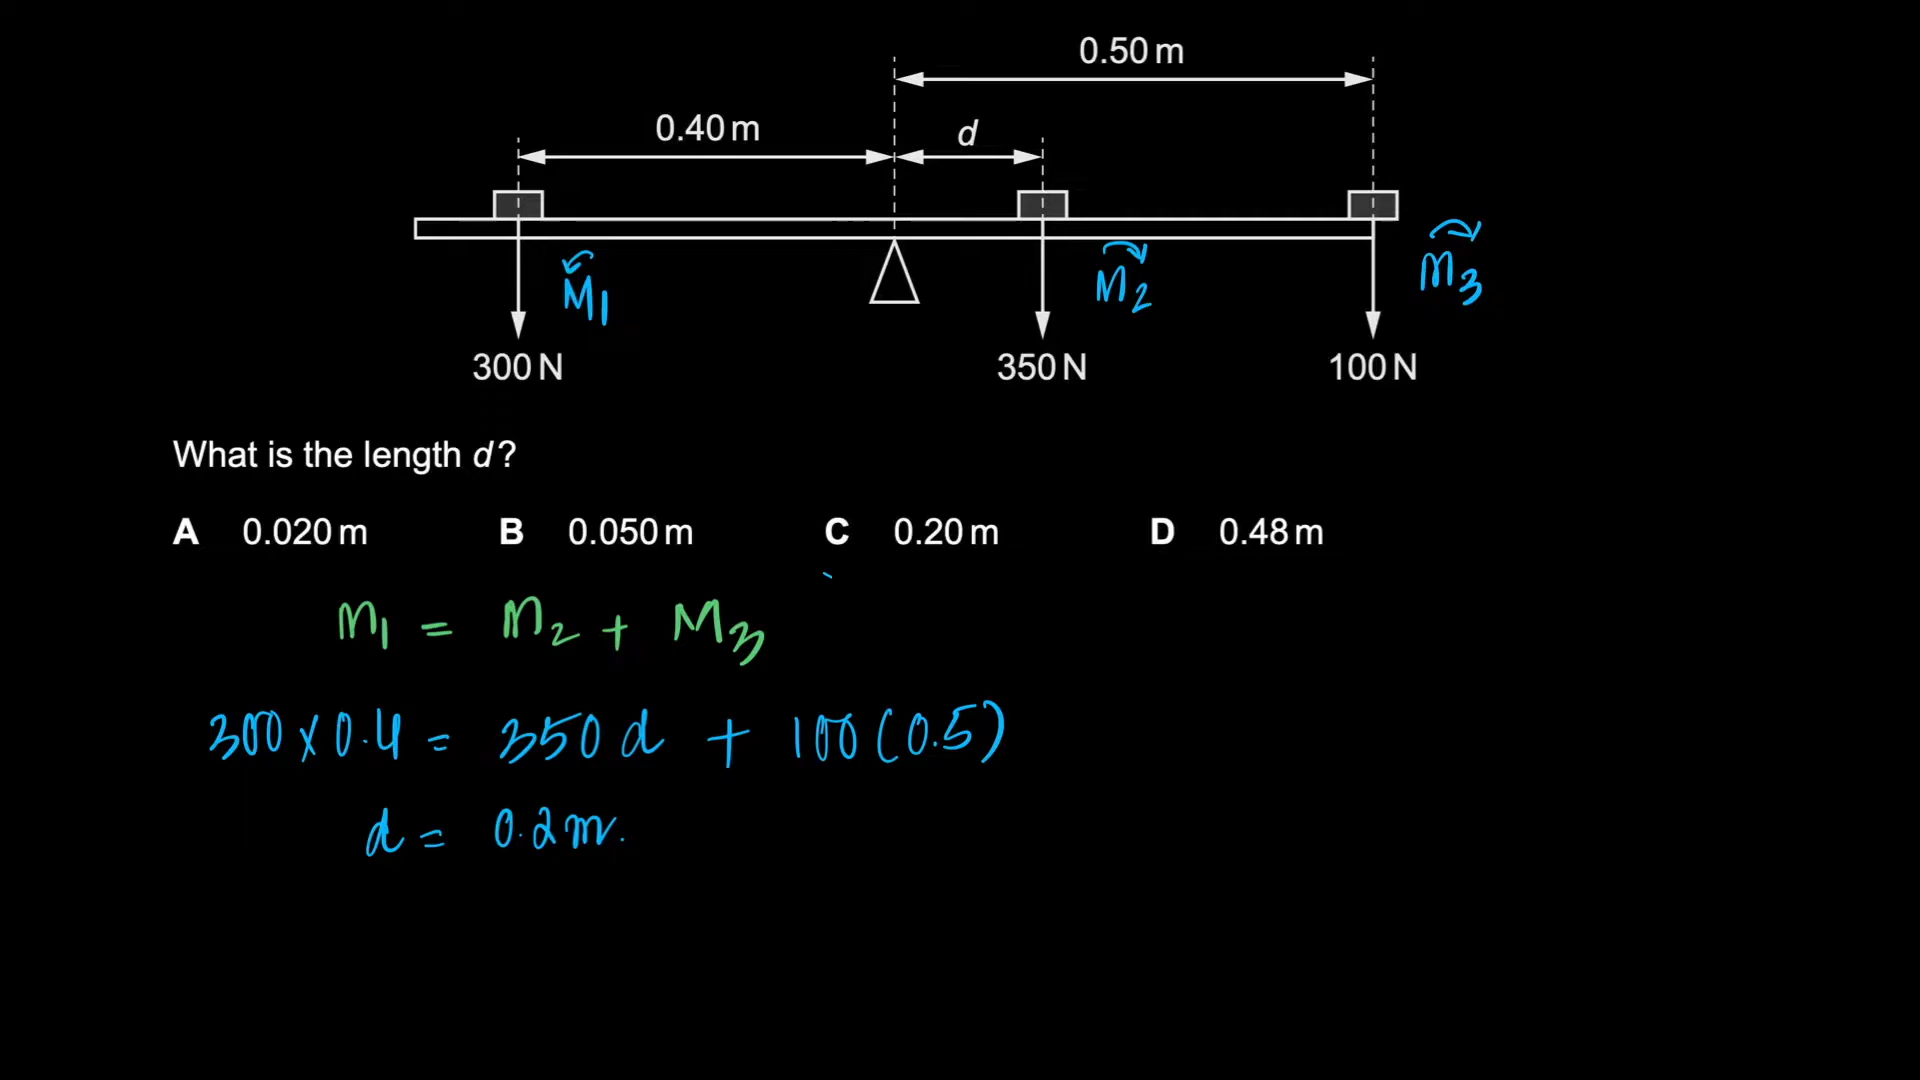 0.50 m
0.40 m
d
M1
M2
M3
300 N
350 N
100 N
What is the length d?
A 0.020 m B 0.050 m C 0.20 m D 0.48 m
M1 = M2 + M3
300 × 0.4 = 350 d + 100 (0.5)
d = 0.2 m.